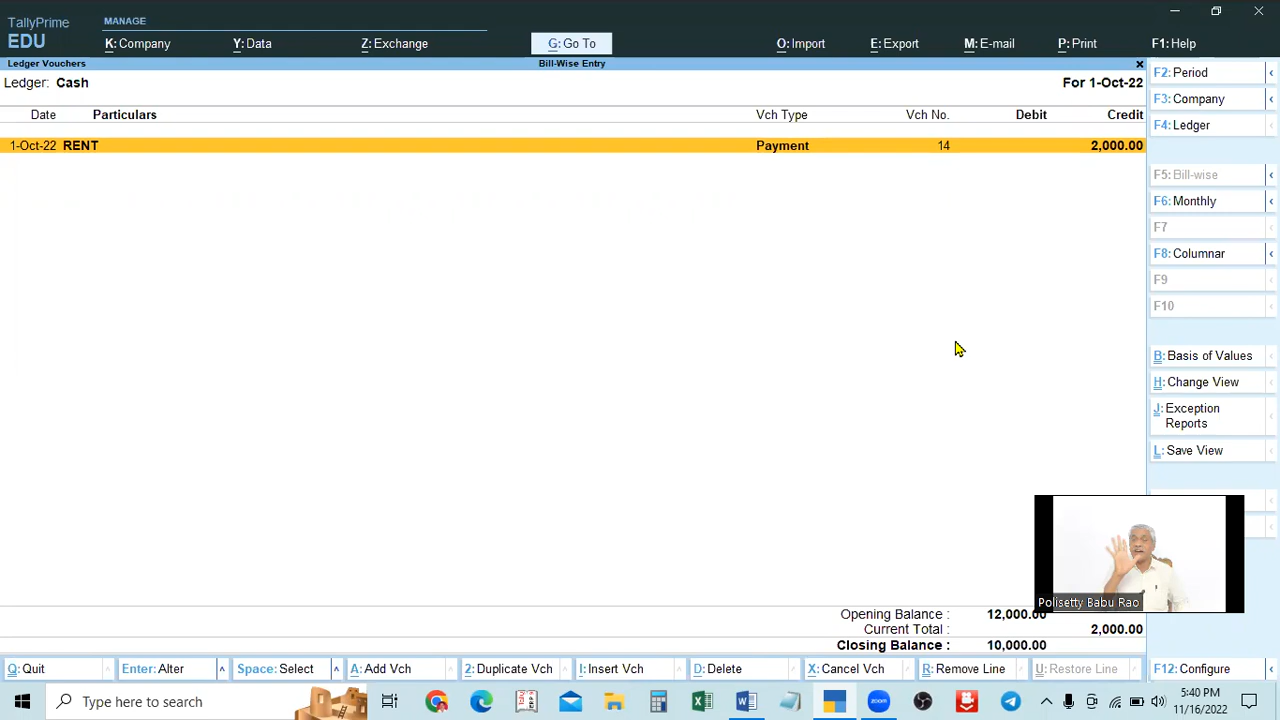 TallyPrime
EDU
MANAGE
K: Company
Y: Data
Z: Exchange
G: Go To
O: Import
E: Export
M: E-mail
P: Print
F1: Help
Ledger Vouchers
Bill-Wise Entry
Ledger: Cash
For 1-Oct-22
Date Particulars Vch Type Vch No. Debit Credit
1-Oct-22 RENT Payment 14 2,000.00
F2: Period
F3: Company
F4: Ledger
F5: Bill-wise
F6: Monthly
F7
F8: Columnar
F9
F10
B: Basis of Values
H: Change View
J: Exception
Reports
L: Save View
Polisetty Babu Rao
Opening Balance : 12,000.00
Current Total : 2,000.00
Closing Balance : 10,000.00
Q: Quit
Enter: Alter
Space: Select
A: Add Vch
2: Duplicate Vch
I: Insert Vch
D: Delete
X: Cancel Vch
R: Remove Line
U: Restore Line
F12: Configure
Type here to search
zoom
5:40 PM
11/16/2022